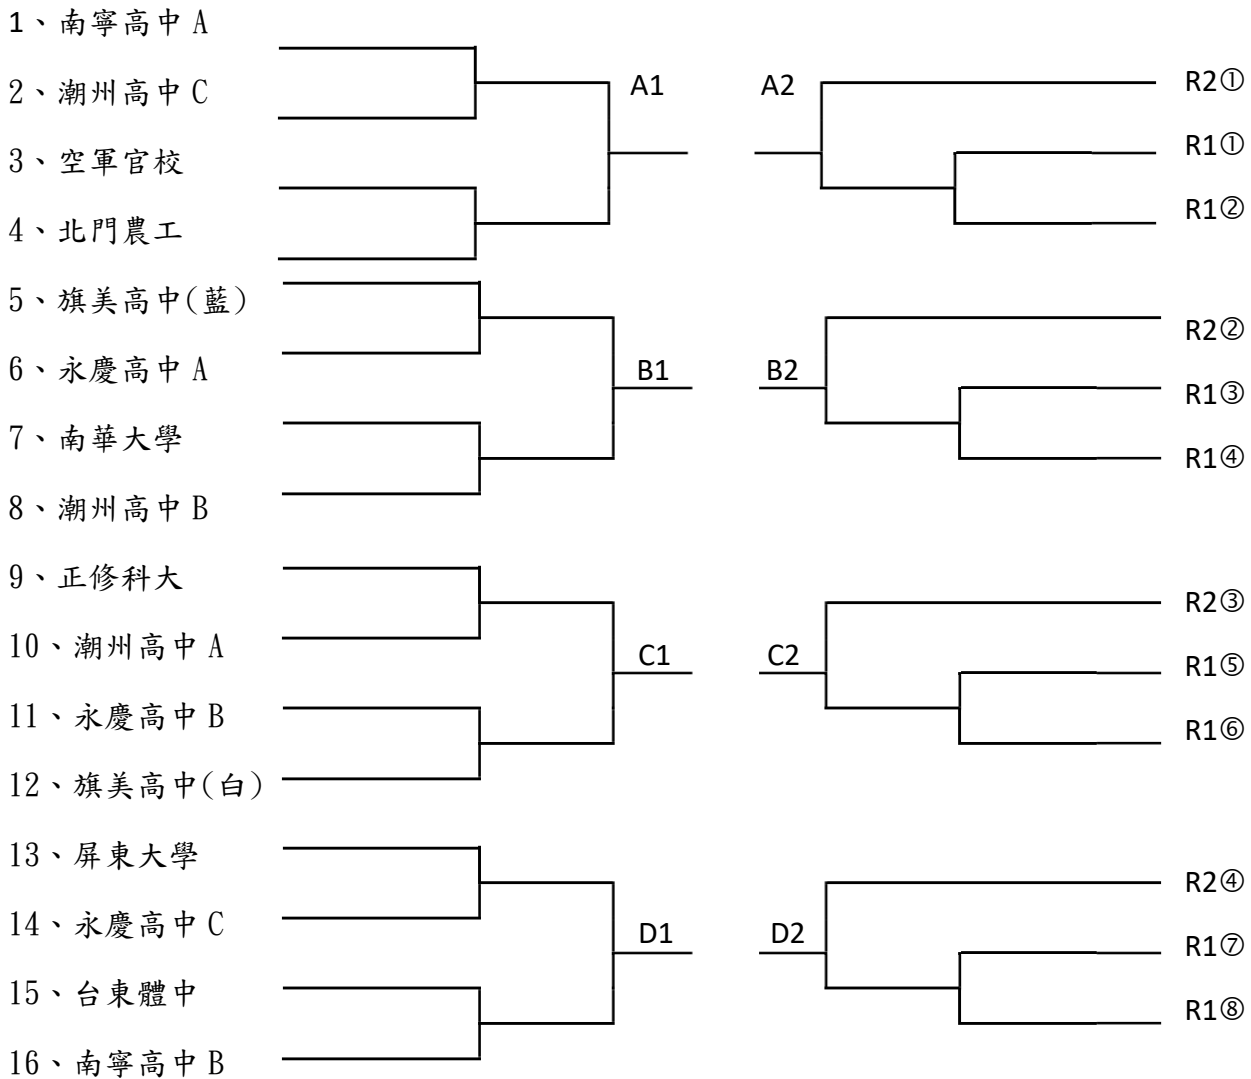 1、南寧高中 A
A1
A2
R2①
2、潮州高中 C
R1①
3、空軍官校
R1②
4、北門農工
5、旗美高中(藍)
R2②
6、永慶高中 A
B1
B2
R1③
7、南華大學
R1④
8、潮州高中 B
9、正修科大
R2③
10、潮州高中 A
C1
C2
R1⑤
11、永慶高中 B
R1⑥
12、旗美高中(白)
13、屏東大學
R2④
14、永慶高中 C
D1
D2
R1⑦
15、台東體中
R1⑧
16、南寧高中 B